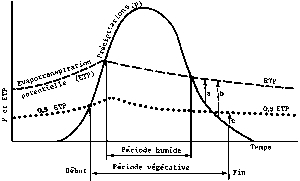 Précipitations (P)
Evapotranspiration
potentielle (ETP)
ETP
P et ETP
0,5 ETP
0,5 ETP
a
b
c
Temps
Période humide
Début
Période végétative
Fin